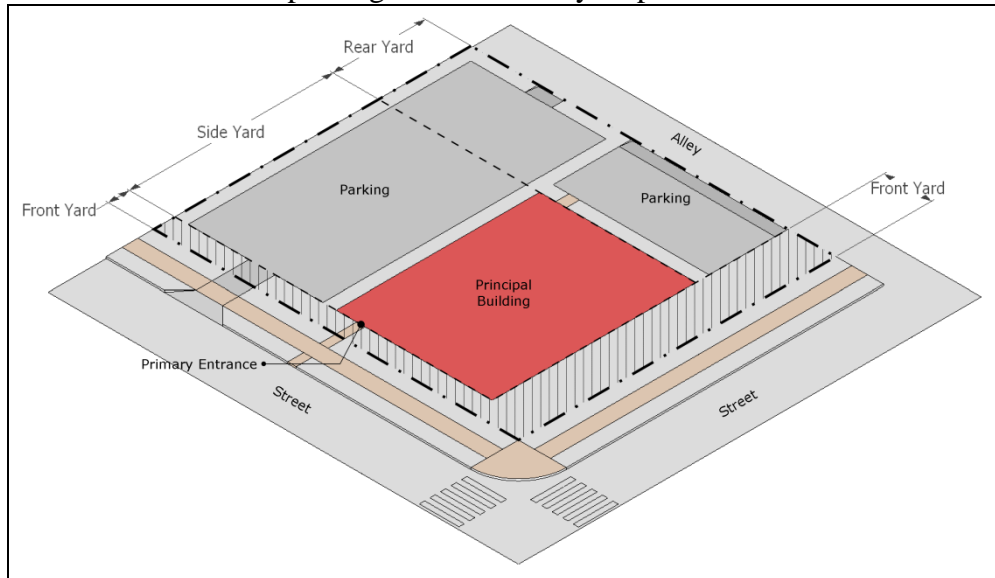 Rear Yard
Side Yard
Front Yard
Alley
Parking
Parking
Front Yard
Principal
Building
Primary Entrance
Street
Street